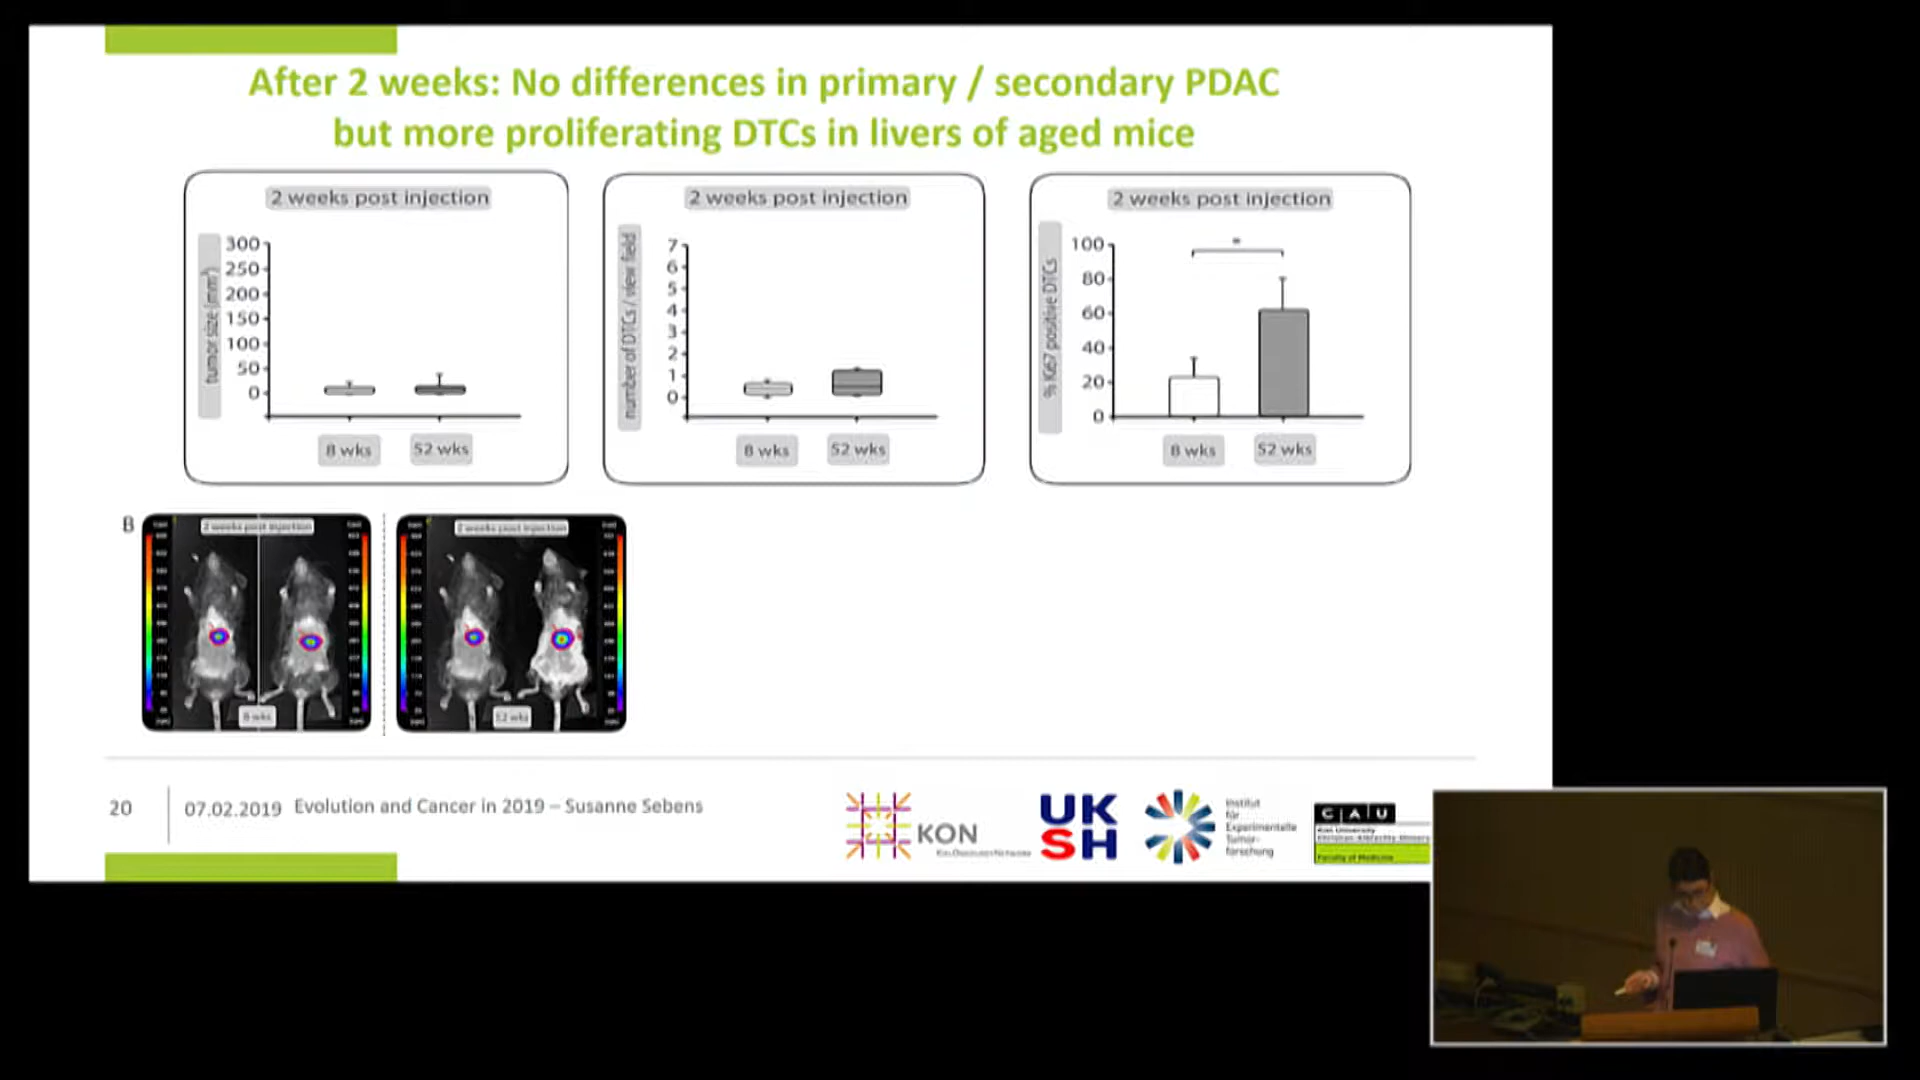 After 2 weeks: No differences in primary / secondary PDAC
but more proliferating DTCs in livers of aged mice
2 weeks post injection
tumor size (mm³)
300
250
200
150
100
50
0
8 wks
52 wks
2 weeks post injection
number of DTCs / view field
7
6
5
4
3
2
1
0
8 wks
52 wks
2 weeks post injection
% Ki67 positive DTCs
100
80
60
40
20
0
*
8 wks
52 wks
B
2 weeks post injection
8 wks
2 weeks post injection
52 wks
20
07.02.2019 Evolution and Cancer in 2019 – Susanne Sebens
KON
UK
SH
Institut
für
Experimentelle
Tumor-
forschung
C A U
Kiel University
Faculty of Medicine